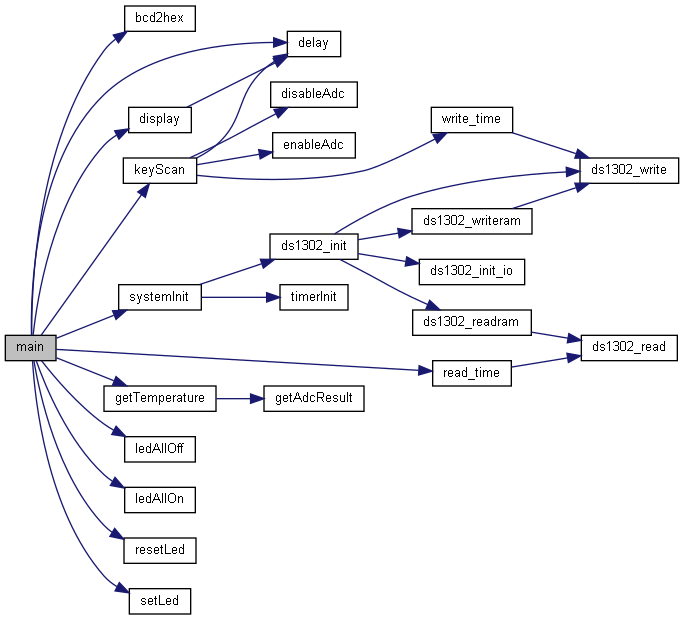 bcd2hex
delay
disableAdc
display
write_time
enableAdc
keyScan
ds1302_write
ds1302_writeram
ds1302_init
ds1302_init_io
systemInit
timerInit
ds1302_readram
main
ds1302_read
read_time
getTemperature
getAdcResult
ledAllOff
ledAllOn
resetLed
setLed